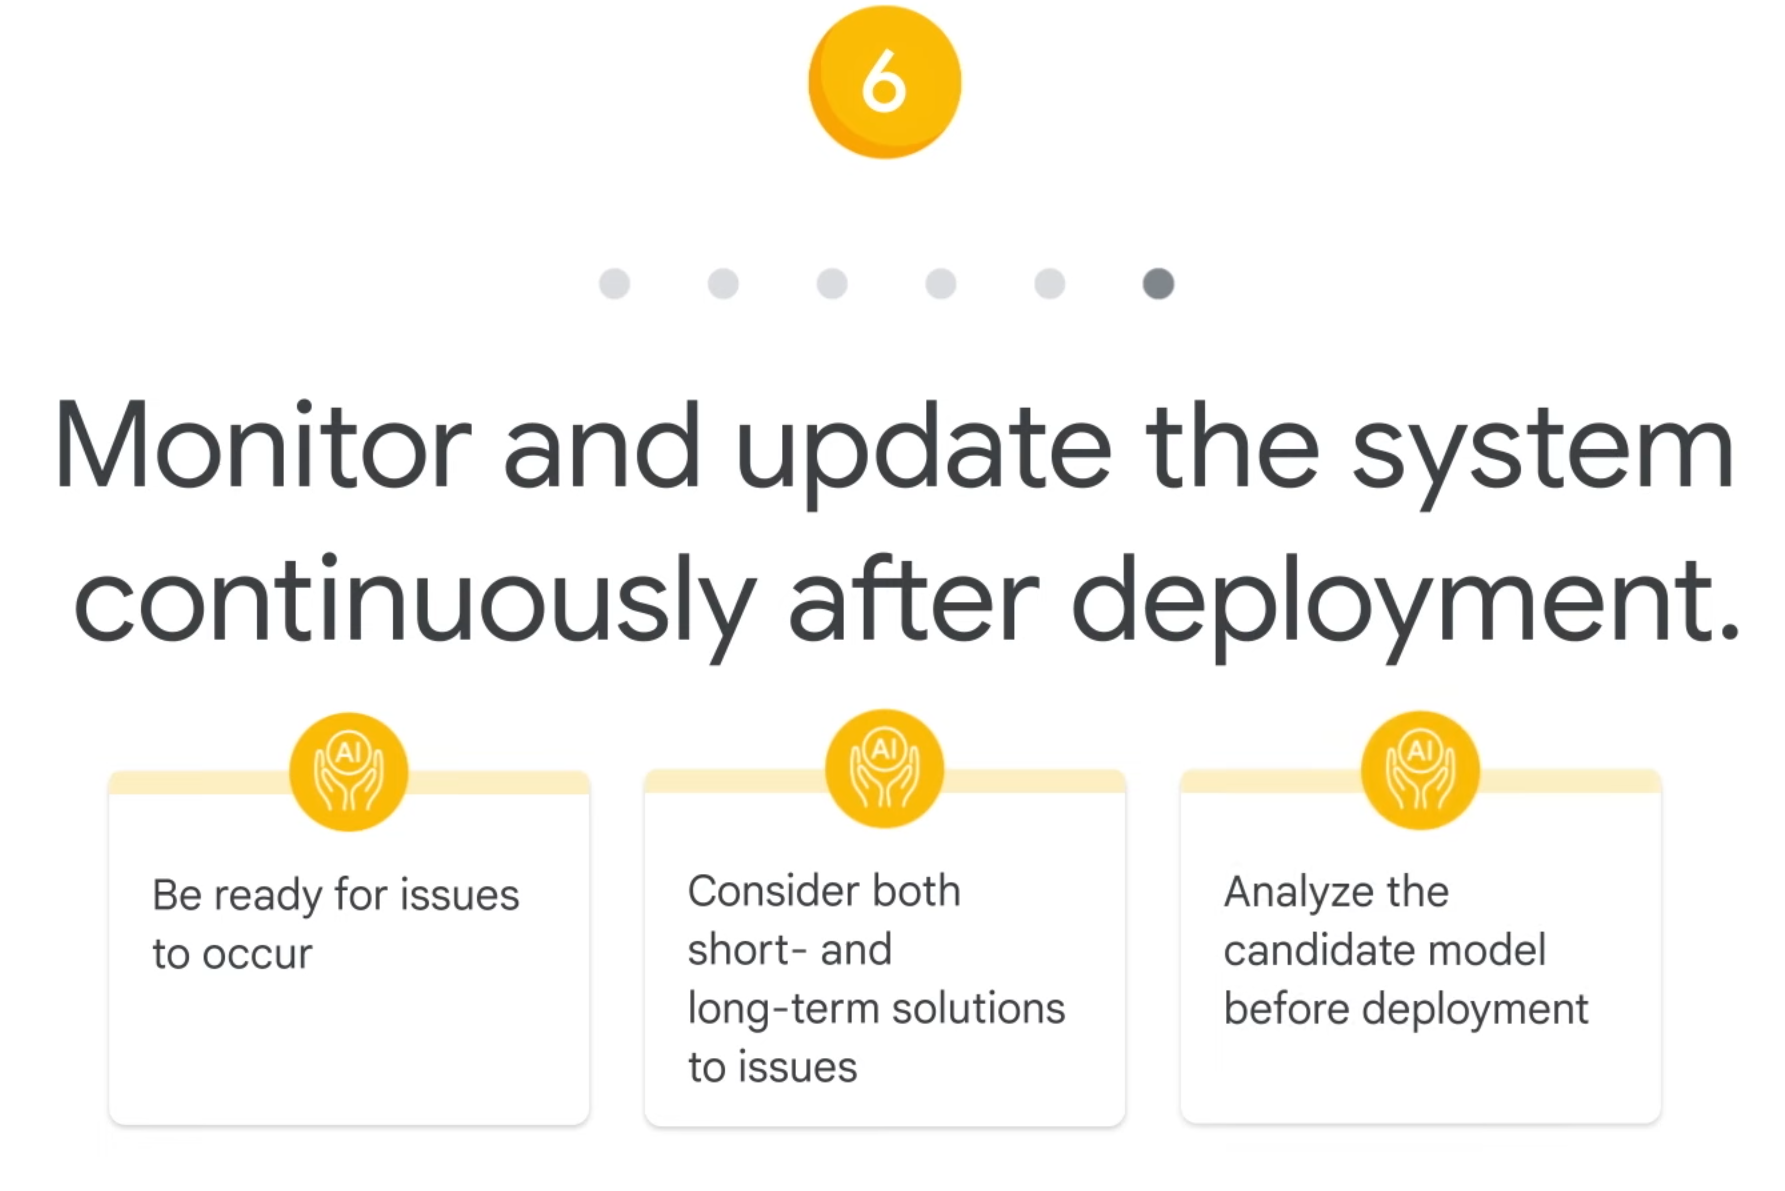 6
Monitor and update the system
continuously after deployment.
AI
Be ready for issues
to occur
AI
Consider both
short- and
long-term solutions
to issues
AI
Analyze the
candidate model
before deployment